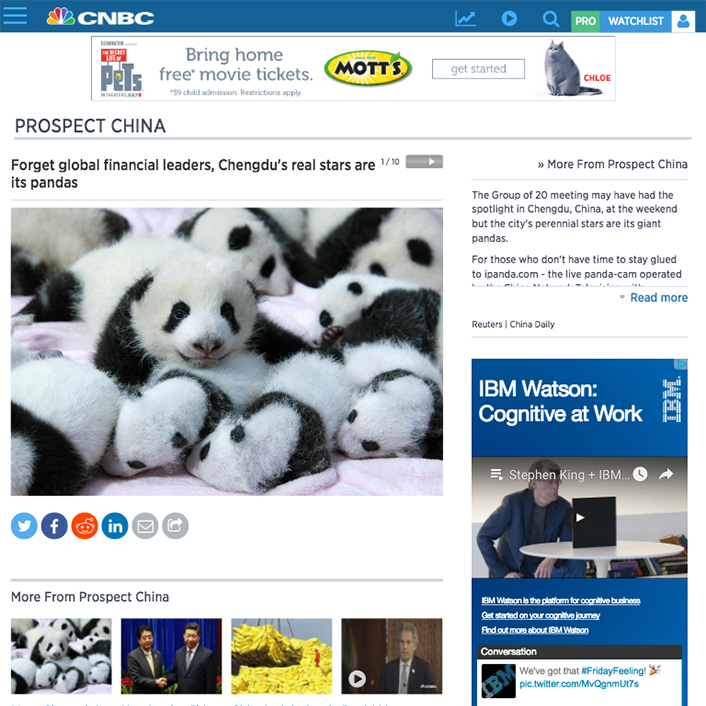 CNBC
PRO
WATCHLIST
THE SECRET
LIFE OF
PETS
IN THEATERS JULY 8
Bring home
free* movie tickets.
*$9 child admission. Restrictions apply.
MOTT'S
get started
CHLOE
PROSPECT CHINA
Forget global financial leaders, Chengdu's real stars are
its pandas
1/10
» More From Prospect China
The Group of 20 meeting may have had the
spotlight in Chengdu, China, at the weekend
but the city's perennial stars are its giant
pandas.
For those who don't have time to stay glued
to ipanda.com - the live panda-cam operated
Read more
Reuters | China Daily
IBM Watson:
Cognitive at Work
IBM
Stephen King + IBM...
IBM Watson is the platform for cognitive business
Get started on your cognitive journey
Find out more about IBM Watson
Conversation
We've got that #FridayFeeling!
pic.twitter.com/MvQgnmUt7s
IBM
More From Prospect China